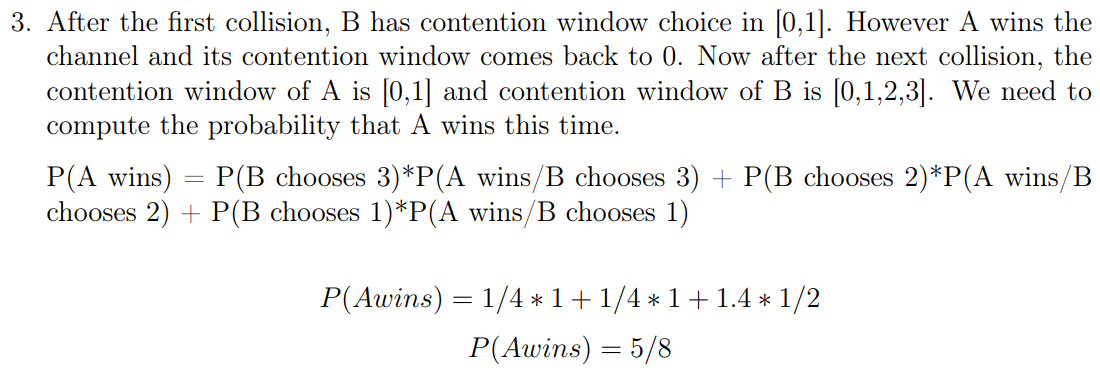 3. After the first collision, B has contention window choice in [0,1]. However A wins the
channel and its contention window comes back to 0. Now after the next collision, the
contention window of A is [0,1] and contention window of B is [0,1,2,3]. We need to
compute the probability that A wins this time.
P(A wins) = P(B chooses 3)*P(A wins/B chooses 3) + P(B chooses 2)*P(A wins/B
chooses 2) + P(B chooses 1)*P(A wins/B chooses 1)
P(Awins) = 1/4 ∗ 1 + 1/4 ∗ 1 + 1.4 ∗ 1/2
P(Awins) = 5/8